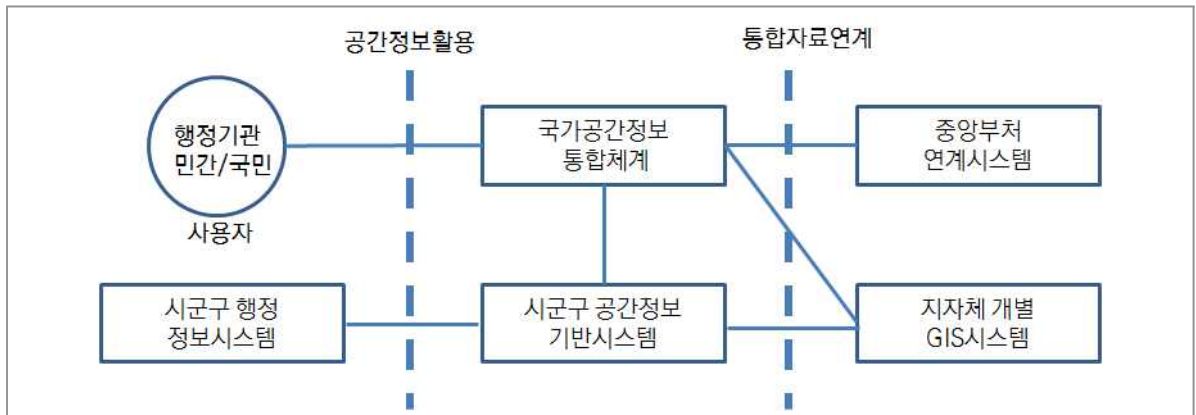 공간정보활용
통합자료연계
행정기관
민간/국민
사용자
국가공간정보
통합체계
중앙부처
연계시스템
시군구 행정
정보시스템
시군구 공간정보
기반시스템
지자체 개별
GIS시스템